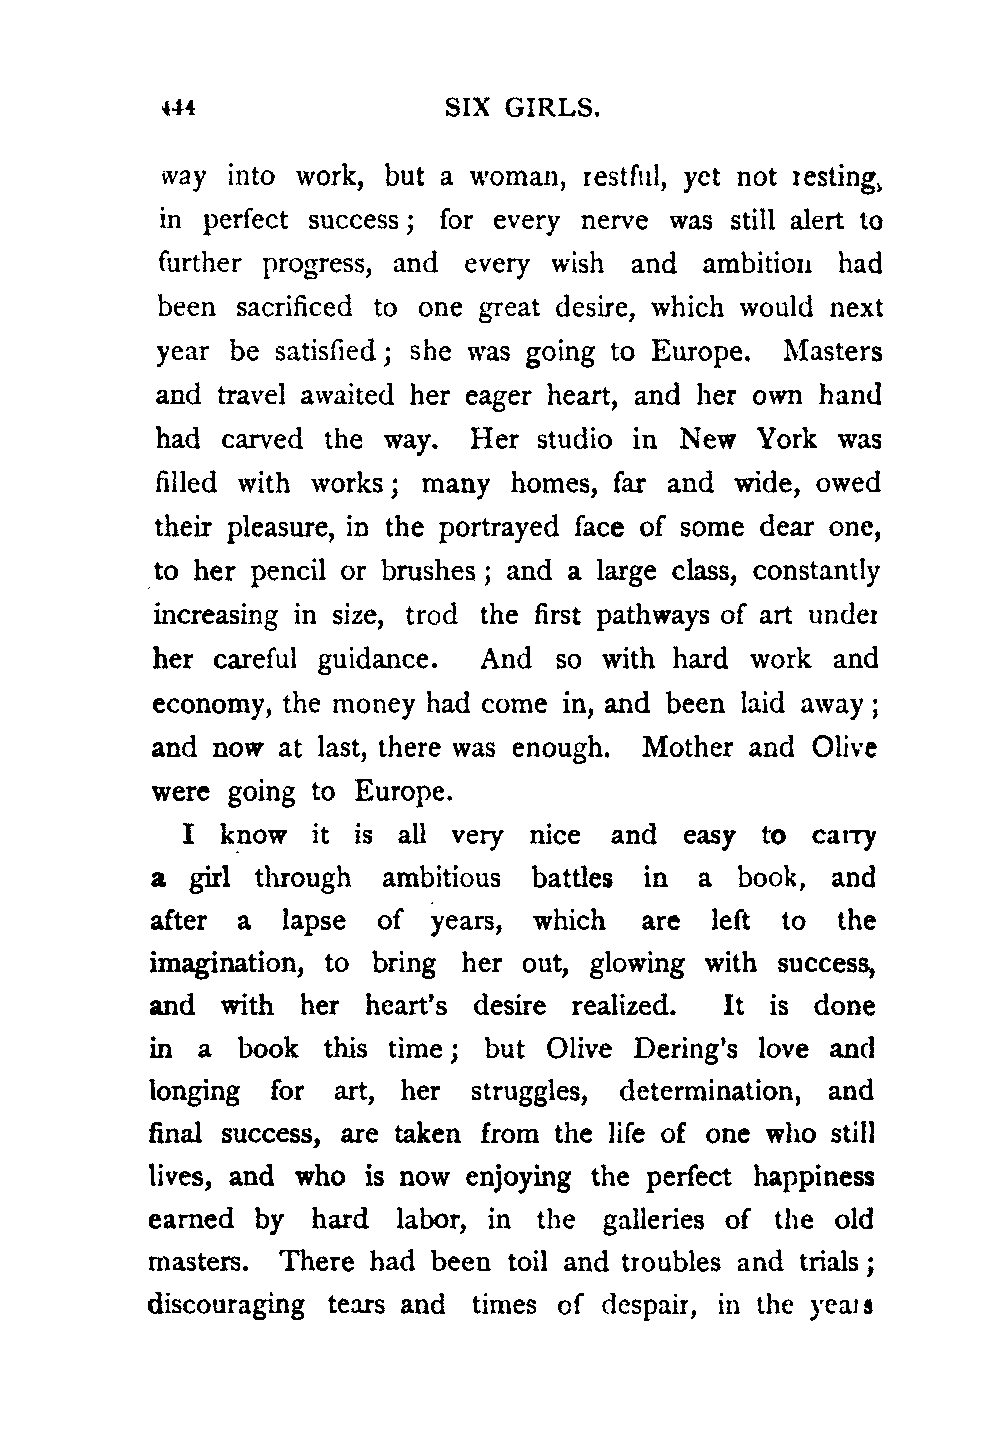 444 SIX GIRLS.
way into work, but a woman, restful, yet not resting,
in perfect success; for every nerve was still alert to
further progress, and every wish and ambition had
been sacrificed to one great desire, which would next
year be satisfied; she was going to Europe. Masters
and travel awaited her eager heart, and her own hand
had carved the way. Her studio in New York was
filled with works; many homes, far and wide, owed
their pleasure, in the portrayed face of some dear one,
to her pencil or brushes; and a large class, constantly
increasing in size, trod the first pathways of art under
her careful guidance. And so with hard work and
economy, the money had come in, and been laid away;
and now at last, there was enough. Mother and Olive
were going to Europe.
I know it is all very nice and easy to carry
a girl through ambitious battles in a book, and
after a lapse of years, which are left to the
imagination, to bring her out, glowing with success,
and with her heart's desire realized. It is done
in a book this time; but Olive Dering's love and
longing for art, her struggles, determination, and
final success, are taken from the life of one who still
lives, and who is now enjoying the perfect happiness
earned by hard labor, in the galleries of the old
masters. There had been toil and troubles and trials;
discouraging tears and times of despair, in the years